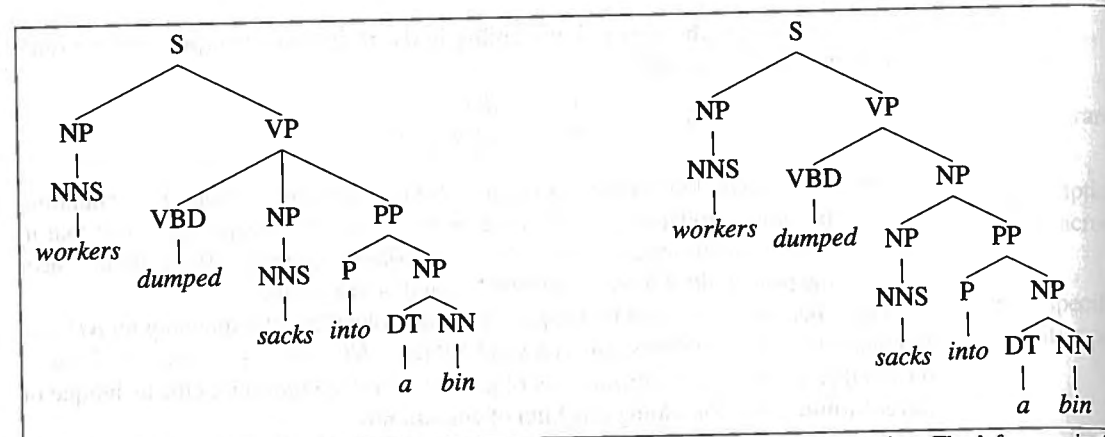 S S
NP VP NP VP
NNS VBD NP PP NNS VBD NP
workers dumped NNS P NP workers dumped NP PP
sacks into DT NN NNS P NP
a bin sacks into DT NN
a bin